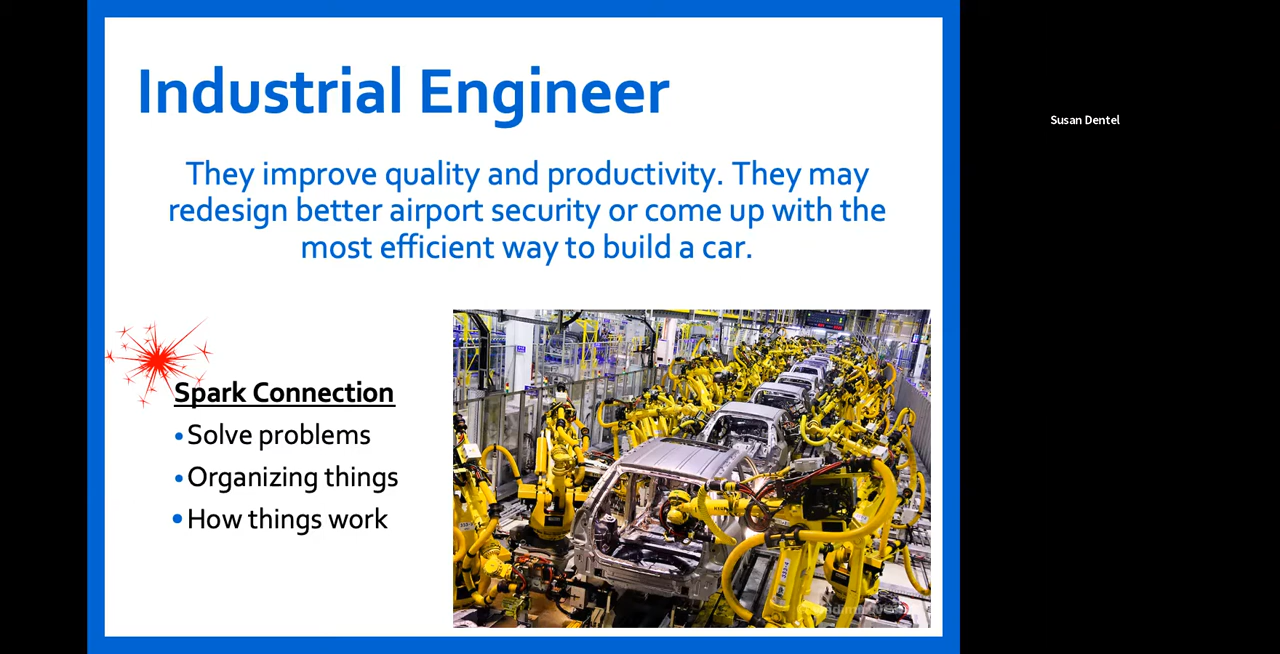 Industrial Engineer
They improve quality and productivity. They may
redesign better airport security or come up with the
most efficient way to build a car.
Susan Dentel
Spark Connection
•Solve problems
•Organizing things
•How things work